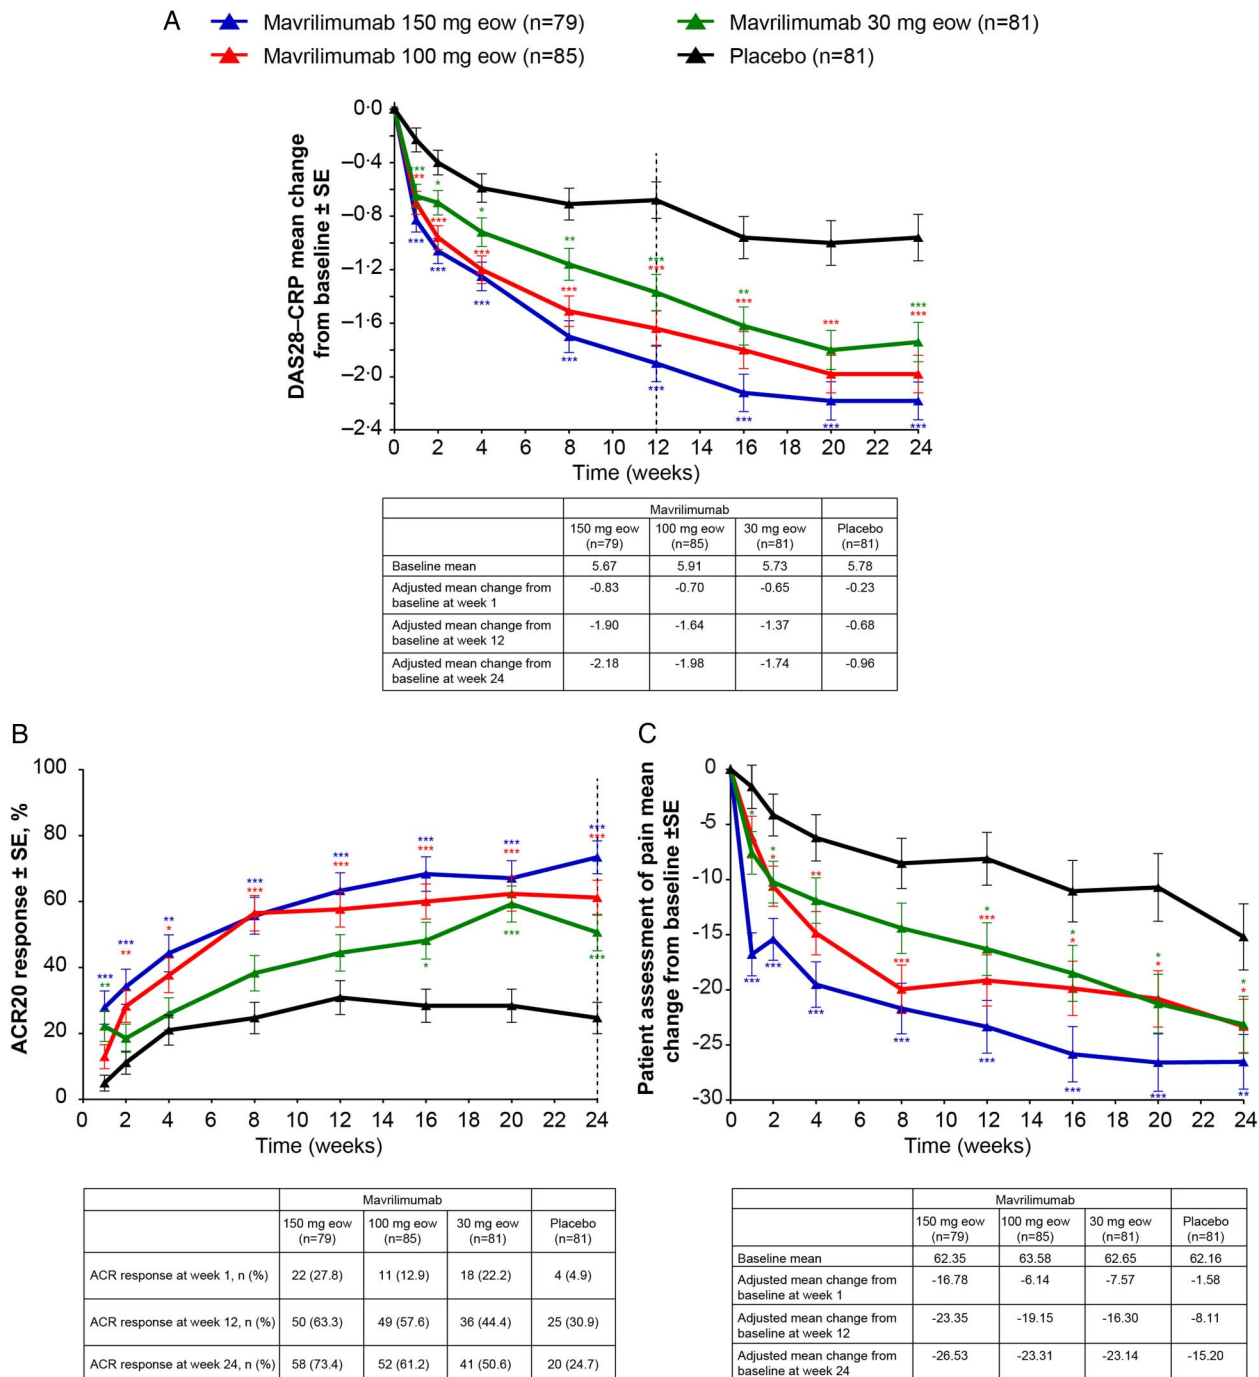 A
Mavrilimumab 150 mg eow (n=79)
Mavrilimumab 30 mg eow (n=81)
Mavrilimumab 100 mg eow (n=85)
Placebo (n=81)
DAS28–CRP mean change
from baseline ± SE
0·0
–0·4
–0·8
–1·2
–1·6
–2·0
–2·4
0 2 4 6 8 10 12 14 16 18 20 22 24
Time (weeks)
Mavrilimumab
150 mg eow (n=79) 100 mg eow (n=85) 30 mg eow (n=81) Placebo (n=81)
Baseline mean 5.67 5.91 5.73 5.78
Adjusted mean change from baseline at week 1 -0.83 -0.70 -0.65 -0.23
Adjusted mean change from baseline at week 12 -1.90 -1.64 -1.37 -0.68
Adjusted mean change from baseline at week 24 -2.18 -1.98 -1.74 -0.96
B
ACR20 response ± SE, %
100
80
60
40
20
0
0 2 4 6 8 10 12 14 16 18 20 22 24
Time (weeks)
Mavrilimumab
150 mg eow (n=79) 100 mg eow (n=85) 30 mg eow (n=81) Placebo (n=81)
ACR response at week 1, n (%) 22 (27.8) 11 (12.9) 18 (22.2) 4 (4.9)
ACR response at week 12, n (%) 50 (63.3) 49 (57.6) 36 (44.4) 25 (30.9)
ACR response at week 24, n (%) 58 (73.4) 52 (61.2) 41 (50.6) 20 (24.7)
C
Patient assessment of pain mean
change from baseline ±SE
0
-5
-10
-15
-20
-25
-30
0 2 4 6 8 10 12 14 16 18 20 22 24
Time (weeks)
Mavrilimumab
150 mg eow (n=79) 100 mg eow (n=85) 30 mg eow (n=81) Placebo (n=81)
Baseline mean 62.35 63.58 62.65 62.16
Adjusted mean change from baseline at week 1 -16.78 -6.14 -7.57 -1.58
Adjusted mean change from baseline at week 12 -23.35 -19.15 -16.30 -8.11
Adjusted mean change from baseline at week 24 -26.53 -23.31 -23.14 -15.20